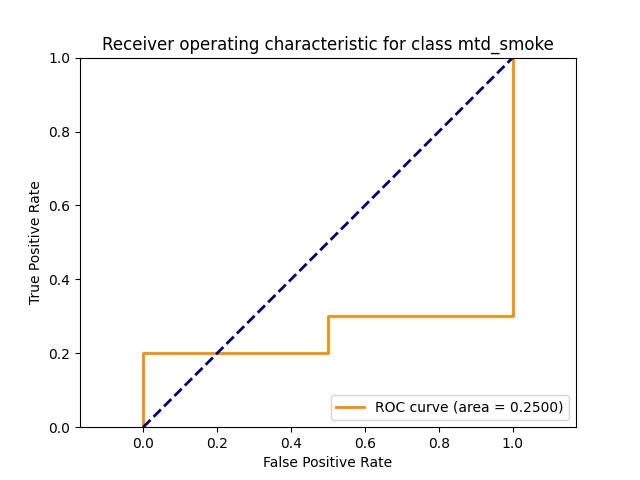 Receiver operating characteristic for class mtd_smoke
1.0
0.8
0.6
0.4
0.2
0.0
True Positive Rate
ROC curve (area = 0.2500)
0.0 0.2 0.4 0.6 0.8 1.0
False Positive Rate